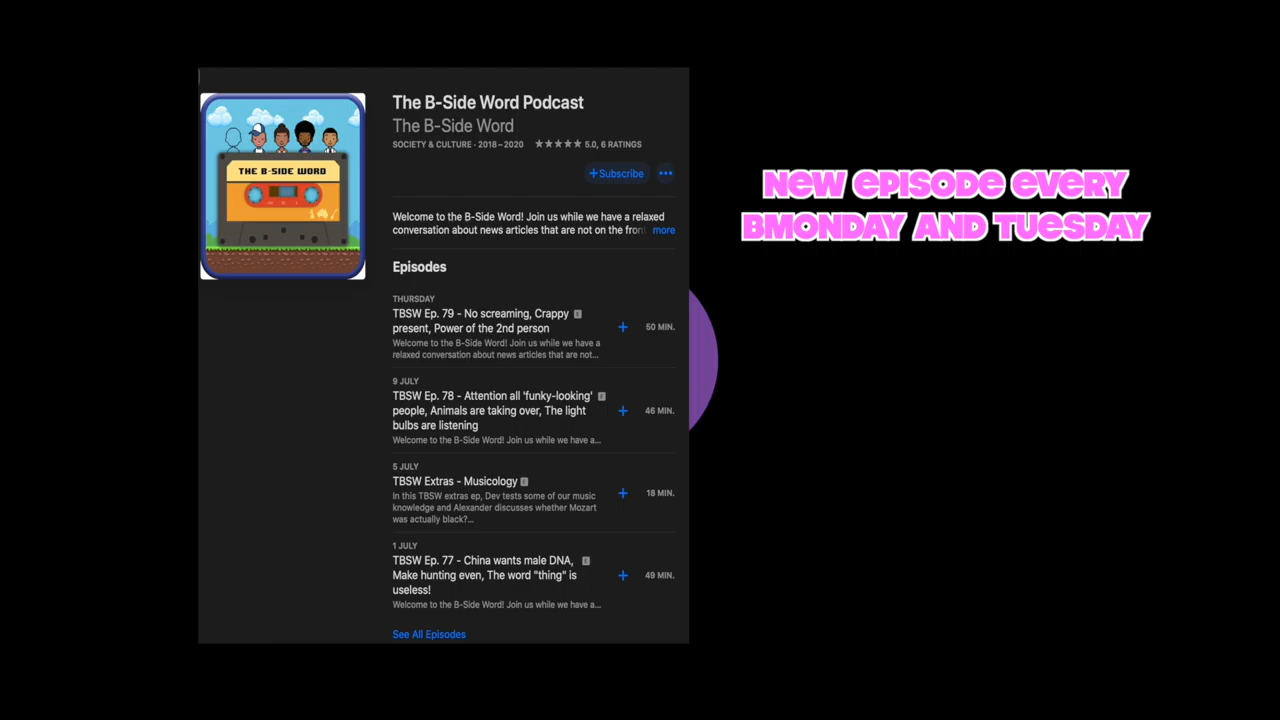 The B-Side Word Podcast
The B-Side Word
SOCIETY & CULTURE · 2018–2020 ★★★★★ 5.0, 6 RATINGS
+Subscribe
THE B-SIDE WORD
Welcome to the B-Side Word! Join us while we have a relaxed
conversation about news articles that are not on the fron more
Episodes
THURSDAY
TBSW Ep. 79 - No screaming, Crappy E
present, Power of the 2nd person
+ 50 MIN.
Welcome to the B-Side Word! Join us while we have a
relaxed conversation about news articles that are not...
9 JULY
TBSW Ep. 78 - Attention all 'funky-looking' E
people, Animals are taking over, The light
+ 46 MIN.
bulbs are listening
Welcome to the B-Side Word! Join us while we have a...
5 JULY
TBSW Extras - Musicology E
In this TBSW extras ep, Dev tests some of our music
+ 18 MIN.
knowledge and Alexander discusses whether Mozart
was actually black?...
1 JULY
TBSW Ep. 77 - China wants male DNA, E
Make hunting even, The word "thing" is
+ 49 MIN.
useless!
Welcome to the B-Side Word! Join us while we have a...
See All Episodes
New episode every
BMonday and Tuesday